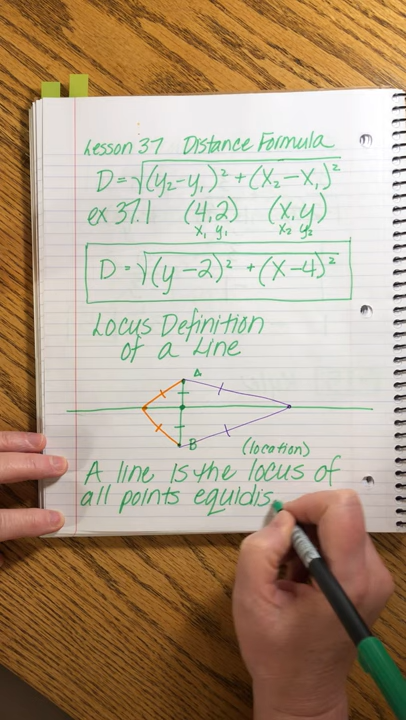 Lesson 37 Distance Formula
D = √(y₂-y₁)² + (x₂-x₁)²
ex 37.1 (4,2) (x,y)
x₁ y₁ x₂ y₂
D = √(y-2)² + (x-4)²
Locus Definition
of a Line
A
B
(location)
A line is the locus of
all points equidis